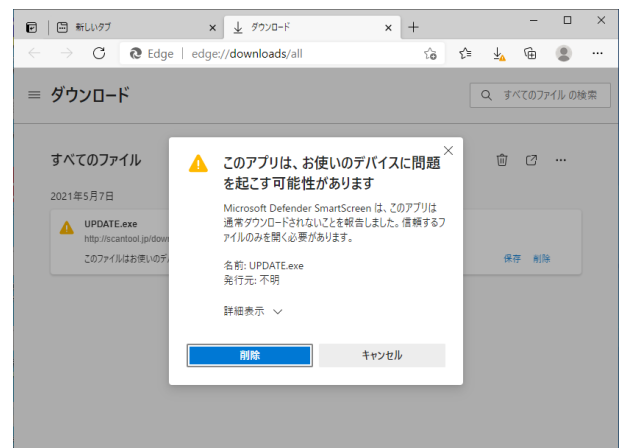 新しいタブ
ダウンロード
Edge | edge://downloads/all
ダウンロード
すべてのファイル の検索
すべてのファイル
2021年5月7日
UPDATE.exe
http://scantool.jp/down
このファイルはお使いのデ
保存 削除
このアプリは、お使いのデバイスに問題
を起こす可能性があります
Microsoft Defender SmartScreen は、このアプリは
通常ダウンロードされないことを報告しました。信頼するフ
ァイルのみを開く必要があります。
名前: UPDATE.exe
発行元: 不明
詳細表示
削除
キャンセル